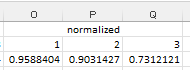 O P Q
normalized
1 2 3
0.9588404 0.9031427 0.7312121